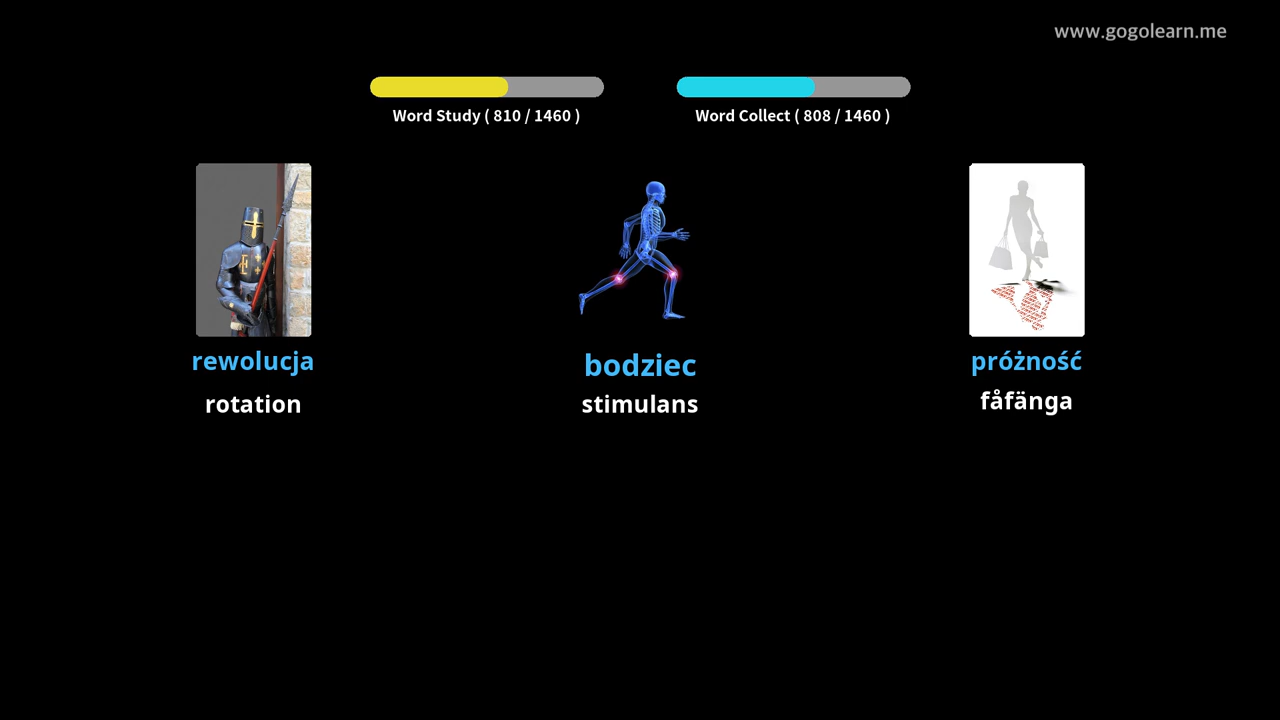 www.gogolearn.me
Word Study ( 810 / 1460 )
Word Collect ( 808 / 1460 )
rewolucja
bodziec
próżność
rotation
stimulans
fåfänga